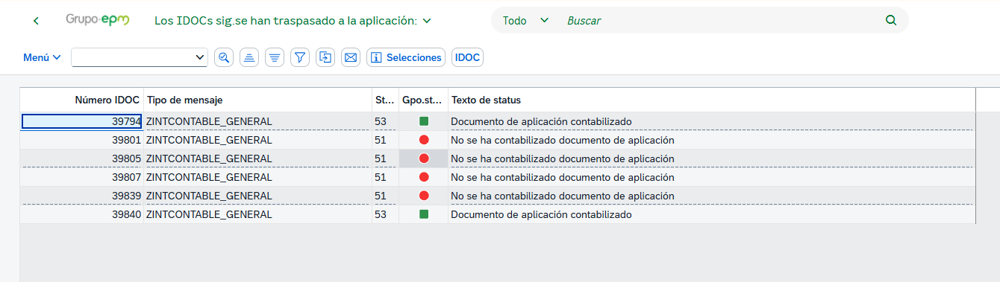 Grupo·epm Los IDOCs sig.se han traspasado a la aplicación: Todo Buscar
Menú Selecciones IDOC
Número IDOC Tipo de mensaje St... Gpo.st... Texto de status
39794 ZINTCONTABLE_GENERAL 53 Documento de aplicación contabilizado
39801 ZINTCONTABLE_GENERAL 51 No se ha contabilizado documento de aplicación
39805 ZINTCONTABLE_GENERAL 51 No se ha contabilizado documento de aplicación
39807 ZINTCONTABLE_GENERAL 51 No se ha contabilizado documento de aplicación
39839 ZINTCONTABLE_GENERAL 51 No se ha contabilizado documento de aplicación
39840 ZINTCONTABLE_GENERAL 53 Documento de aplicación contabilizado